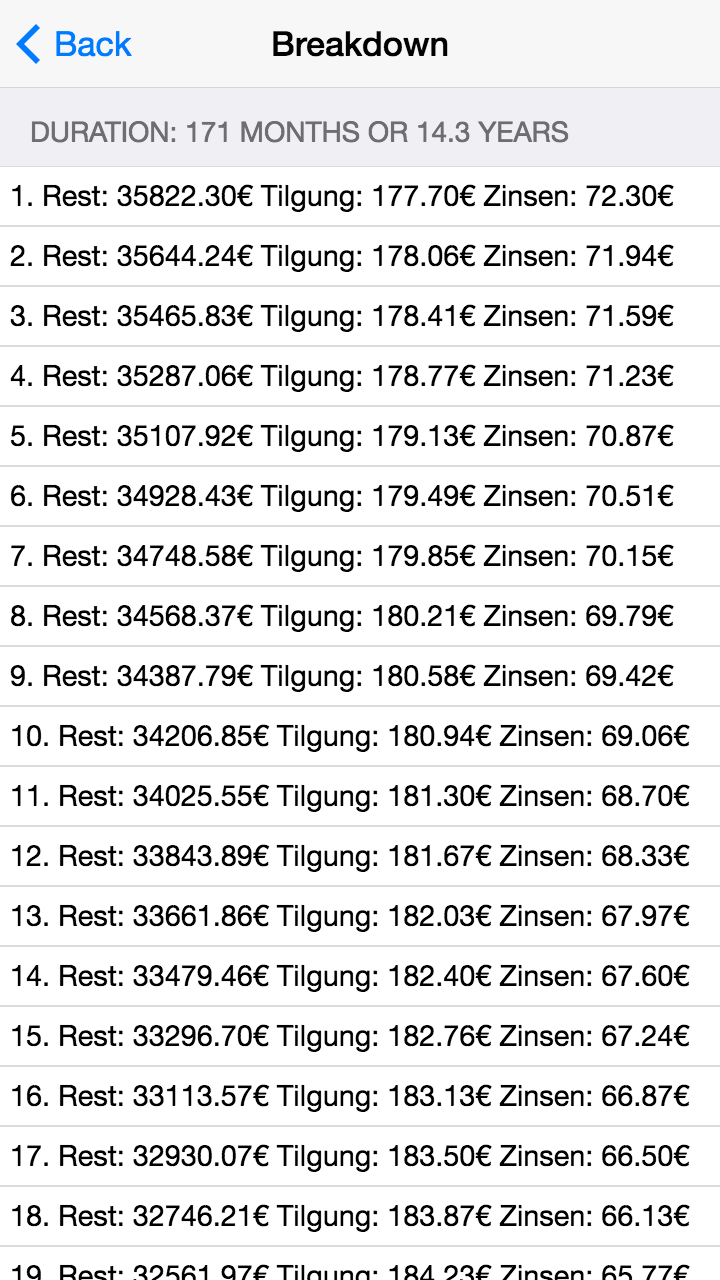 Back
Breakdown
DURATION: 171 MONTHS OR 14.3 YEARS
1. Rest: 35822.30€ Tilgung: 177.70€ Zinsen: 72.30€
2. Rest: 35644.24€ Tilgung: 178.06€ Zinsen: 71.94€
3. Rest: 35465.83€ Tilgung: 178.41€ Zinsen: 71.59€
4. Rest: 35287.06€ Tilgung: 178.77€ Zinsen: 71.23€
5. Rest: 35107.92€ Tilgung: 179.13€ Zinsen: 70.87€
6. Rest: 34928.43€ Tilgung: 179.49€ Zinsen: 70.51€
7. Rest: 34748.58€ Tilgung: 179.85€ Zinsen: 70.15€
8. Rest: 34568.37€ Tilgung: 180.21€ Zinsen: 69.79€
9. Rest: 34387.79€ Tilgung: 180.58€ Zinsen: 69.42€
10. Rest: 34206.85€ Tilgung: 180.94€ Zinsen: 69.06€
11. Rest: 34025.55€ Tilgung: 181.30€ Zinsen: 68.70€
12. Rest: 33843.89€ Tilgung: 181.67€ Zinsen: 68.33€
13. Rest: 33661.86€ Tilgung: 182.03€ Zinsen: 67.97€
14. Rest: 33479.46€ Tilgung: 182.40€ Zinsen: 67.60€
15. Rest: 33296.70€ Tilgung: 182.76€ Zinsen: 67.24€
16. Rest: 33113.57€ Tilgung: 183.13€ Zinsen: 66.87€
17. Rest: 32930.07€ Tilgung: 183.50€ Zinsen: 66.50€
18. Rest: 32746.21€ Tilgung: 183.87€ Zinsen: 66.13€
19. Rest: 32561.97€ Tilgung: 184.23€ Zinsen: 65.77€